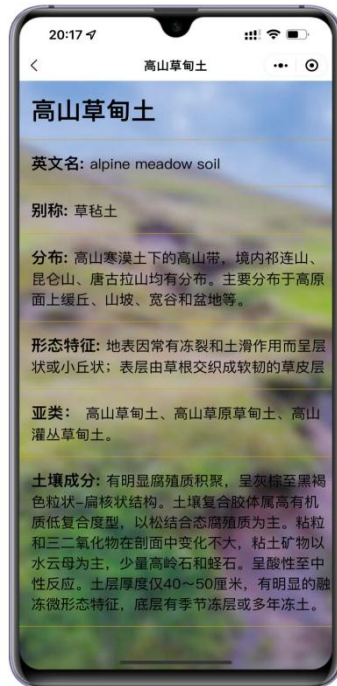 20:17
高山草甸土
高山草甸土
英文名: alpine meadow soil
别称: 草毡土
分布: 高山寒漠土下的高山带，境内祁连山、
昆仑山、唐古拉山均有分布。主要分布于高原
面上缓丘、山坡、宽谷和盆地等。
形态特征: 地表因常有冻裂和土滑作用而呈层
状或小丘状；表层由草根交织成软韧的草皮层
亚类： 高山草甸土、高山草原草甸土、高山
灌丛草甸土。
土壤成分: 有明显腐殖质积聚，呈灰棕至黑褐
色粒状-扁核状结构。土壤复合胶体属高有机
质低复合度型，以松结合态腐殖质为主。粘粒
和三二氧化物在剖面中变化不大，粘土矿物以
水云母为主，少量高岭石和蛭石。呈酸性至中
性反应。土层厚度仅40～50厘米，有明显的融
冻微形态特征，底层有季节冻层或多年冻土。